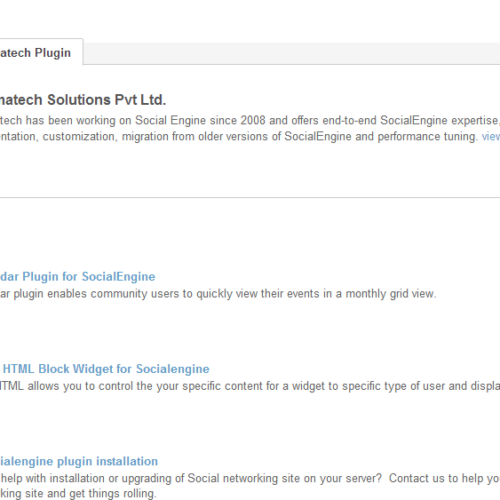 atech Plugin
natech Solutions Pvt Ltd.
tech has been working on Social Engine since 2008 and offers end-to-end SocialEngine expertise,
ntation, customization, migration from older versions of SocialEngine and performance tuning. view
dar Plugin for SocialEngine
ar plugin enables community users to quickly view their events in a monthly grid view.
HTML Block Widget for Socialengine
HTML allows you to control the your specific content for a widget to specific type of user and displa
ialengine plugin installation
help with installation or upgrading of Social networking site on your server? Contact us to help yo
king site and get things rolling.